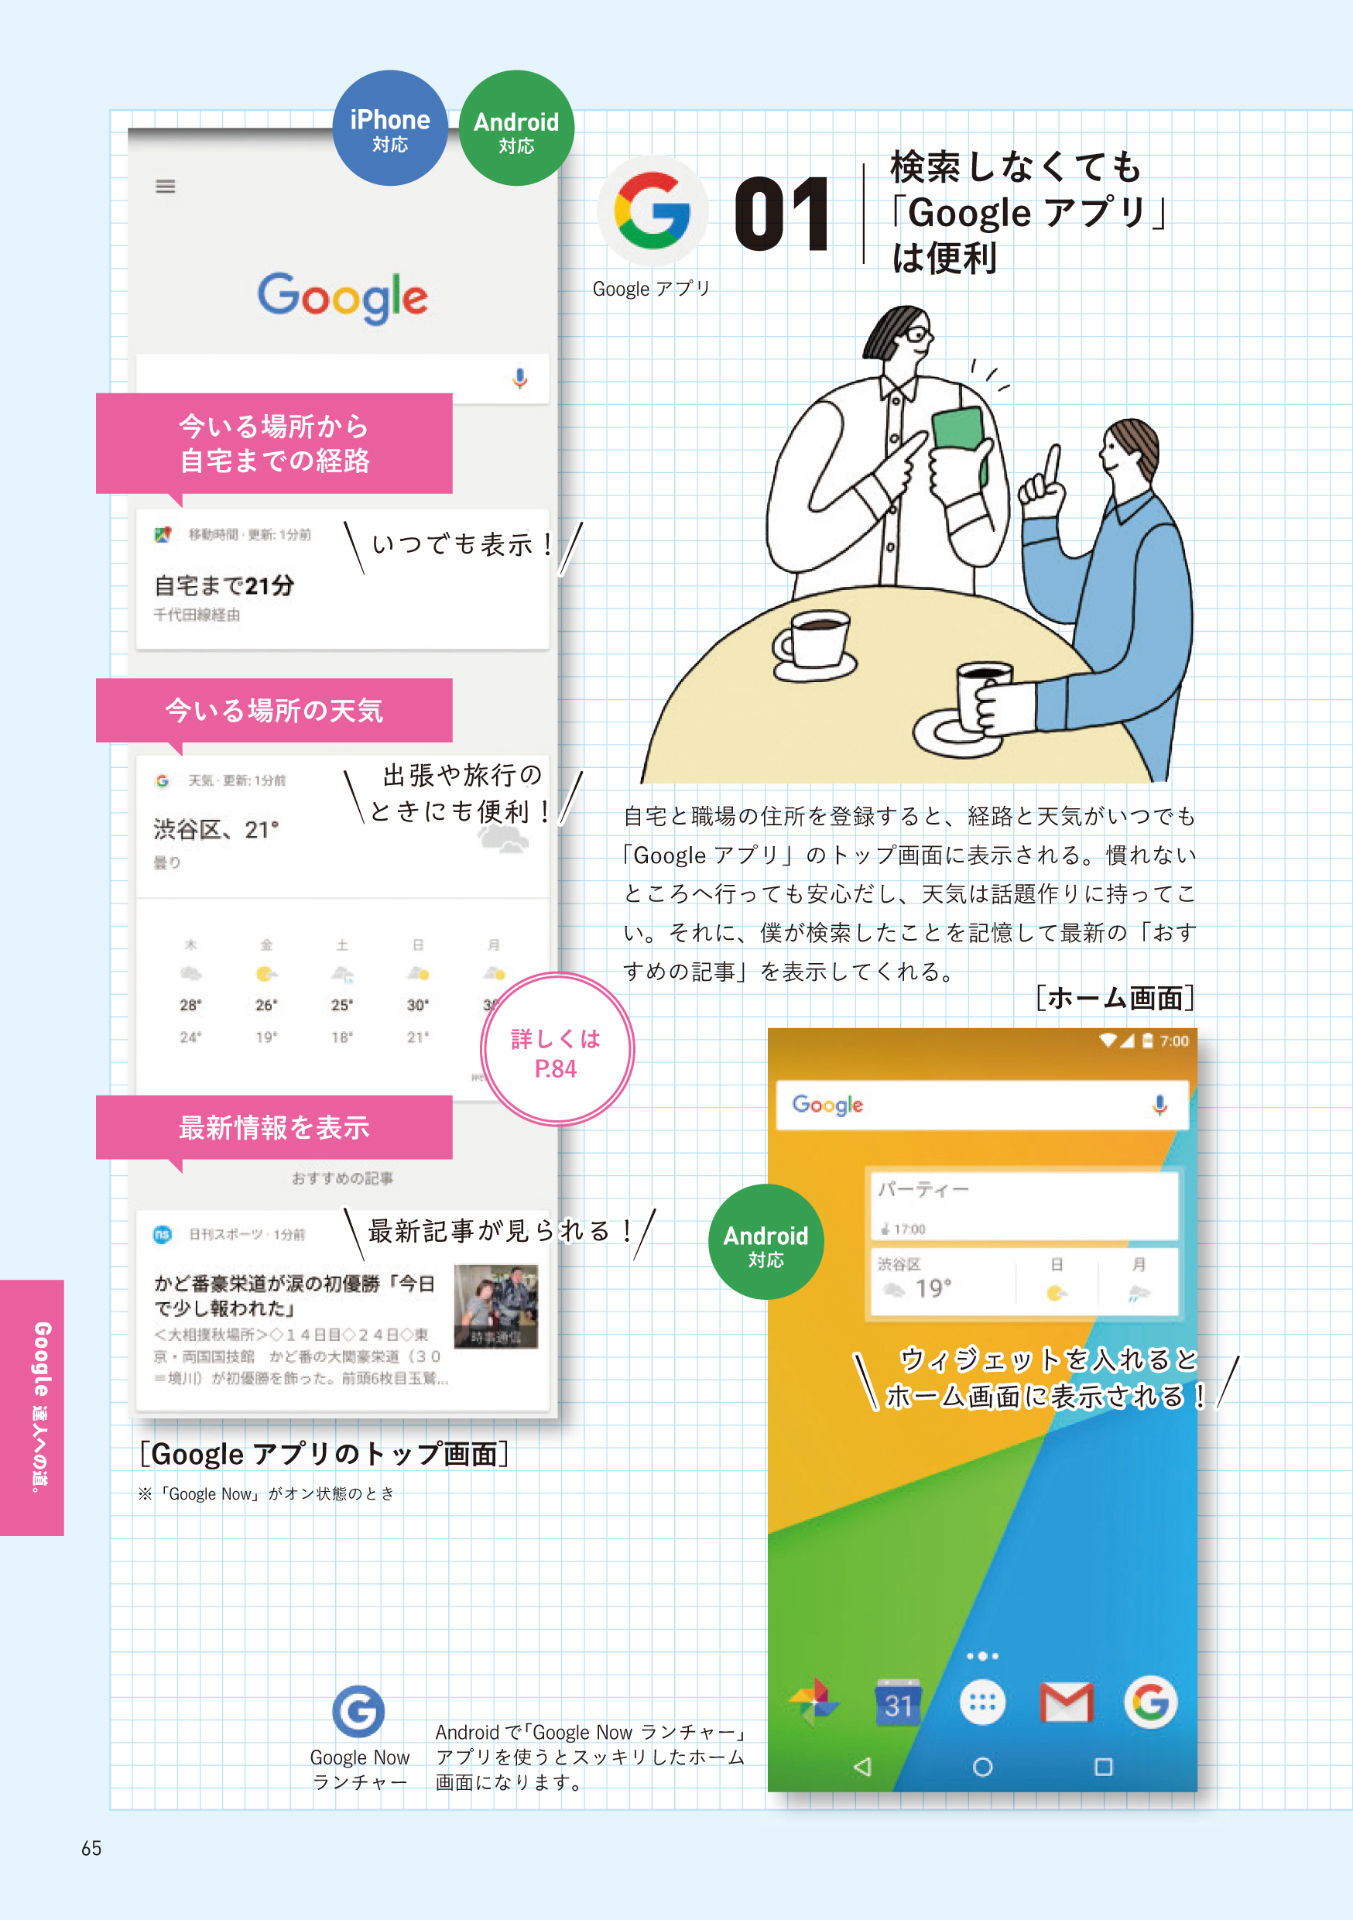 iPhone
対応
Android
対応
Google アプリ
01
検索しなくても
「Google アプリ」
は便利
Google
今いる場所から
自宅までの経路
移動時間・更新: 1分前
いつでも表示！
自宅まで21分
千代田線経由
今いる場所の天気
天気・更新: 1分前
出張や旅行の
ときにも便利！
渋谷区、21°
曇り
木 金 土 日 月
28° 26° 25° 30°
24° 19° 18° 21°
詳しくは
P.84
最新情報を表示
おすすめの記事
日刊スポーツ・1分前
最新記事が見られる！
かど番豪栄道が涙の初優勝「今日
で少し報われた」
＜大相撲秋場所＞◇１４日目◇２４日◇東
京・両国国技館　かど番の大関豪栄道（３０
＝境川）が初優勝を飾った。前頭6枚目玉鷲...
時事通信
［Google アプリのトップ画面］
※「Google Now」がオン状態のとき
自宅と職場の住所を登録すると、経路と天気がいつでも
「Google アプリ」のトップ画面に表示される。慣れない
ところへ行っても安心だし、天気は話題作りに持ってこ
い。それに、僕が検索したことを記憶して最新の「おす
すめの記事」を表示してくれる。
［ホーム画面］
7:00
Google
パーティー
17:00
Android
対応
渋谷区 日 月
19°
ウィジェットを入れると
ホーム画面に表示される！
31
Google Now
ランチャー
Android で「Google Now ランチャー」
アプリを使うとスッキリしたホーム
画面になります。
Google 達人への道。
65